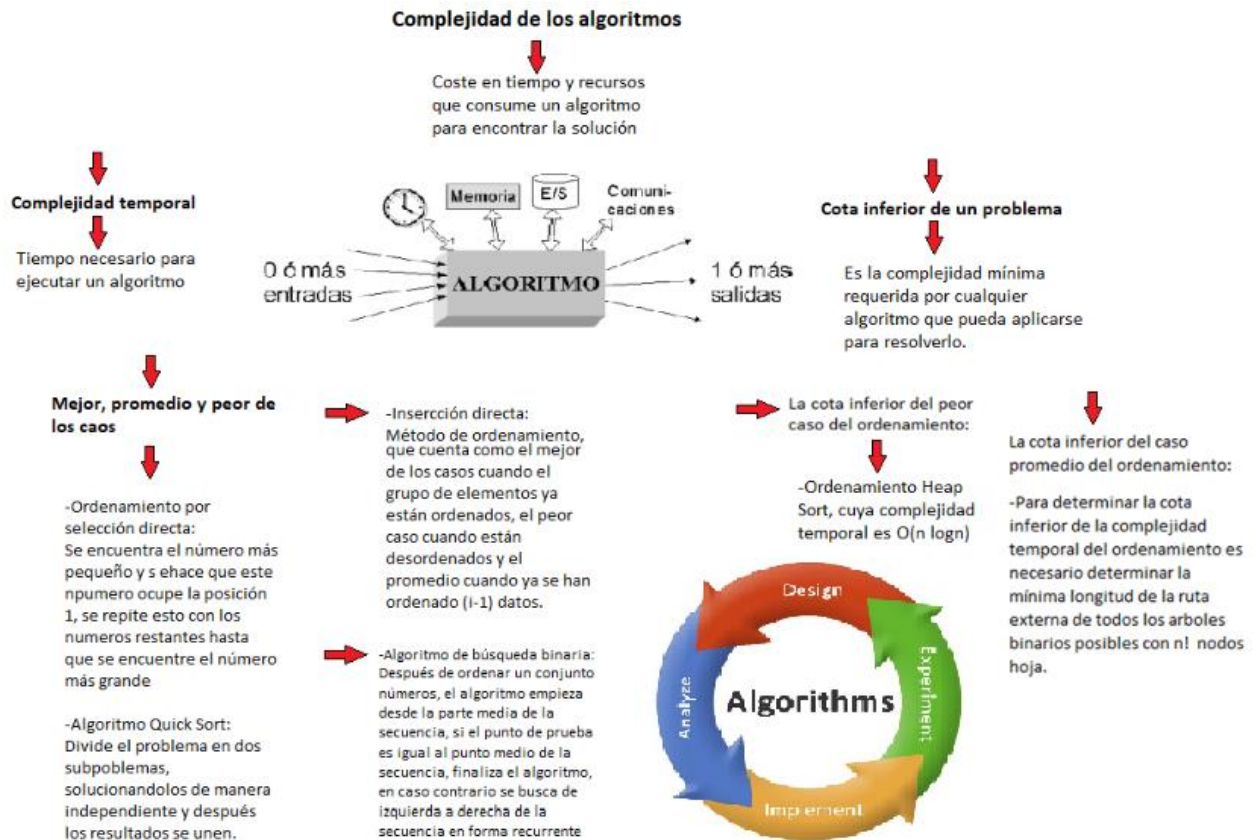 Complejidad de los algoritmos
Coste en tiempo y recursos
que consume un algoritmo
para encontrar la solución
Complejidad temporal
Tiempo necesario para
ejecutar un algoritmo
Memoria
E/S
Comuni-
caciones
0 ó más
entradas
ALGORITMO
1 ó más
salidas
Cota inferior de un problema
Es la complejidad mínima
requerida por cualquier
algoritmo que pueda aplicarse
para resolverlo.
Mejor, promedio y peor de
los caos
-Ordenamiento por
selección directa:
Se encuentra el número más
pequeño y s ehace que este
npumero ocupe la posición
1, se repite esto con los
numeros restantes hasta
que se encuentre el número
más grande
-Algoritmo Quick Sort:
Divide el problema en dos
subpoblemas,
solucionandolos de manera
independiente y después
los resultados se unen.
-Insercción directa:
Método de ordenamiento,
que cuenta como el mejor
de los casos cuando el
grupo de elementos ya
están ordenados, el peor
caso cuando están
desordenados y el
promedio cuando ya se han
ordenado (i-1) datos.
-Algoritmo de búsqueda binaria:
Después de ordenar un conjunto
números, el algoritmo empieza
desde la parte media de la
secuencia, si el punto de prueba
es igual al punto medio de la
secuencia, finaliza el algoritmo,
en caso contrario se busca de
izquierda a derecha de la
secuencia en forma recurrente
La cota inferior del peor
caso del ordenamiento:
-Ordenamiento Heap
Sort, cuya complejidad
temporal es O(n logn)
La cota inferior del caso
promedio del ordenamiento:
-Para determinar la cota
inferior de la complejidad
temporal del ordenamiento es
necesario determinar la
mínima longitud de la ruta
externa de todos los arboles
binarios posibles con n! nodos
hoja.
Design
Analyze
Algorithms
Experiment
Implement